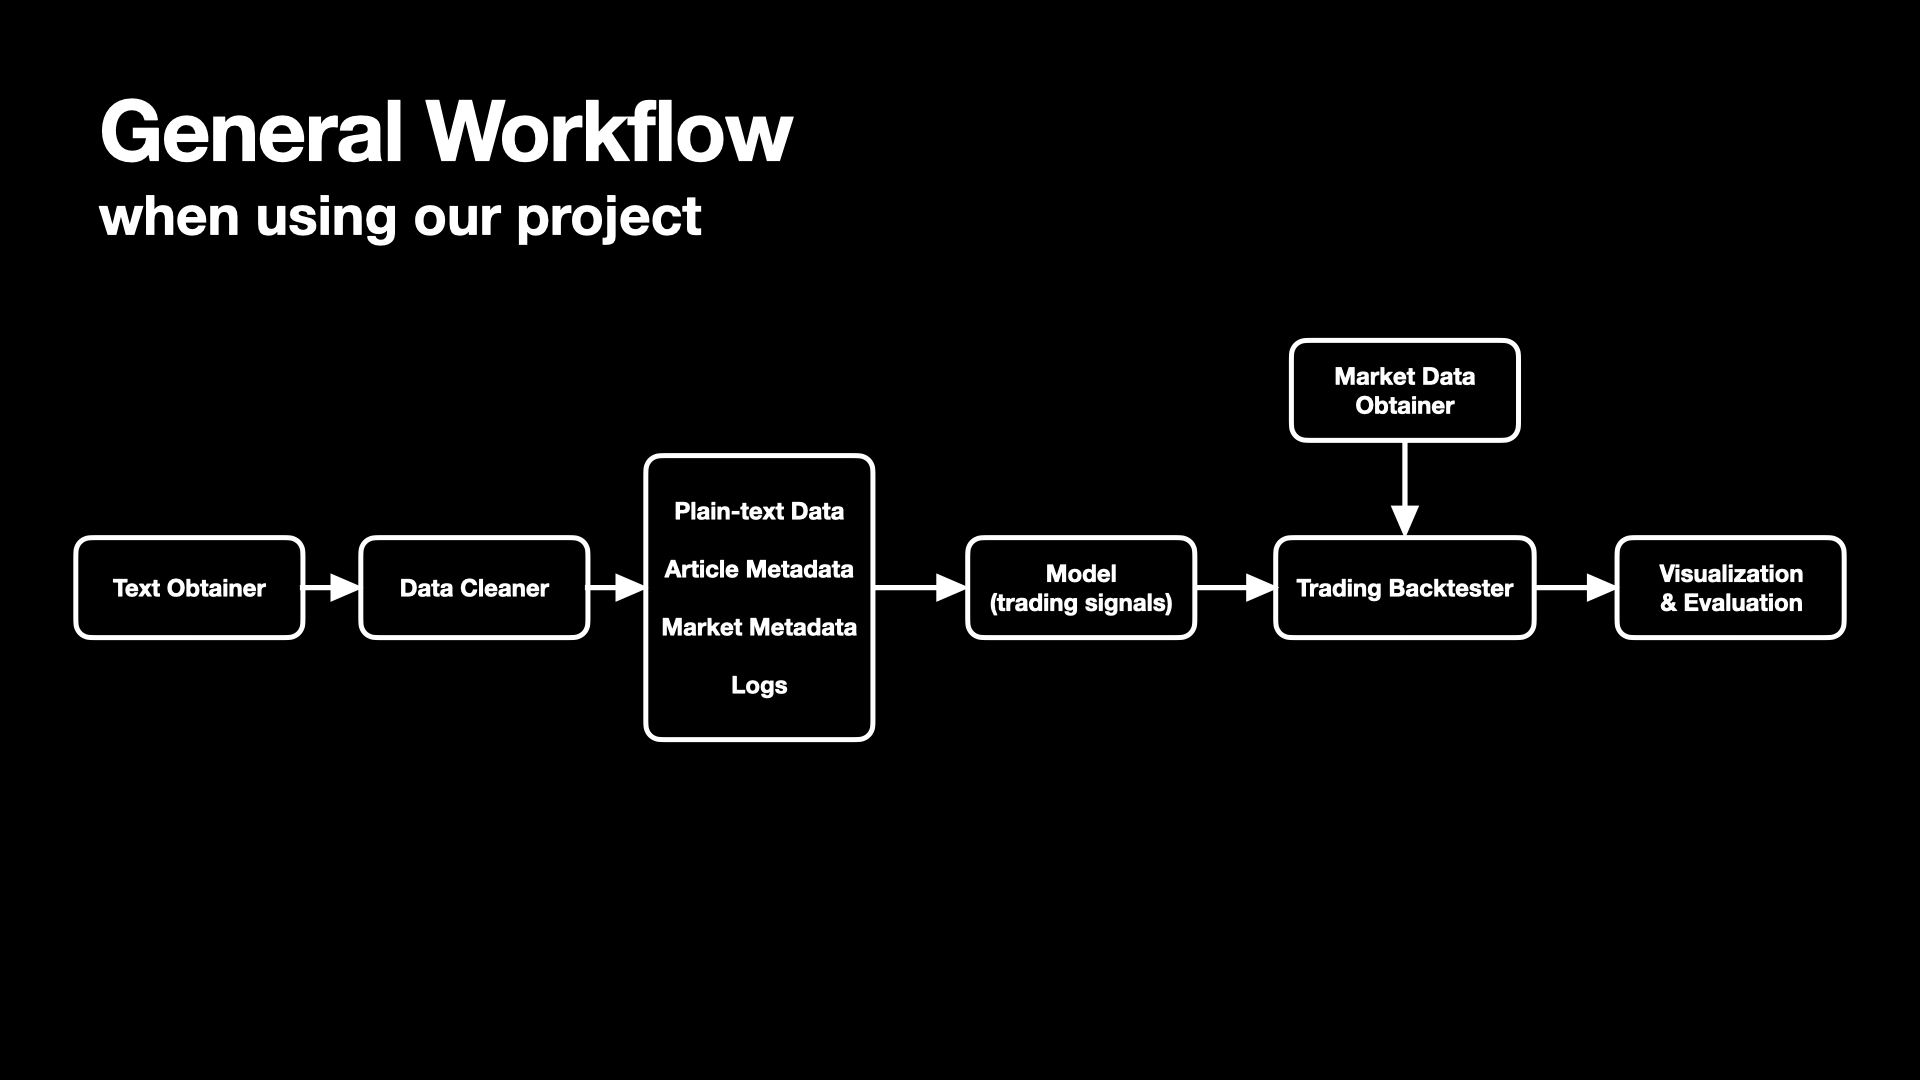 General Workflow
when using our project
Market Data
Obtainer
Plain-text Data
Article Metadata
Market Metadata
Logs
Text Obtainer
Data Cleaner
Model
(trading signals)
Trading Backtester
Visualization
& Evaluation